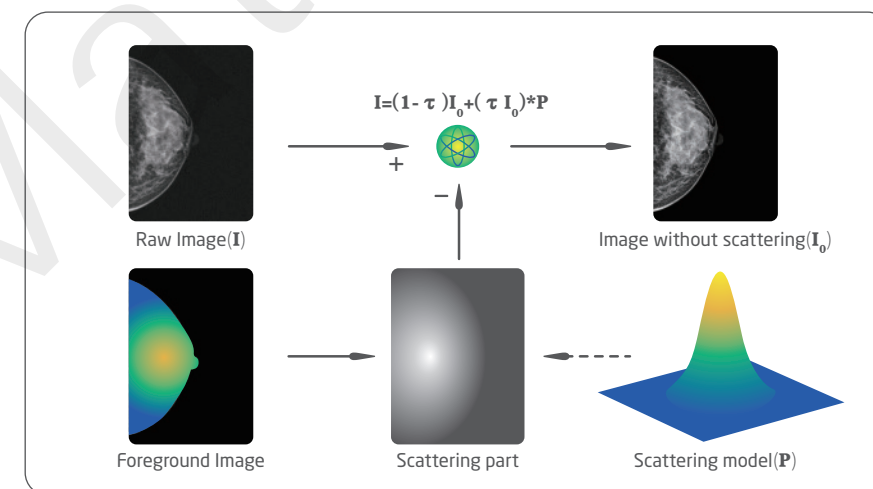 I=(1- τ )I₀+( τ I₀)*P
+
−
Raw Image(I)
Image without scattering(I₀)
Foreground Image
Scattering part
Scattering model(P)